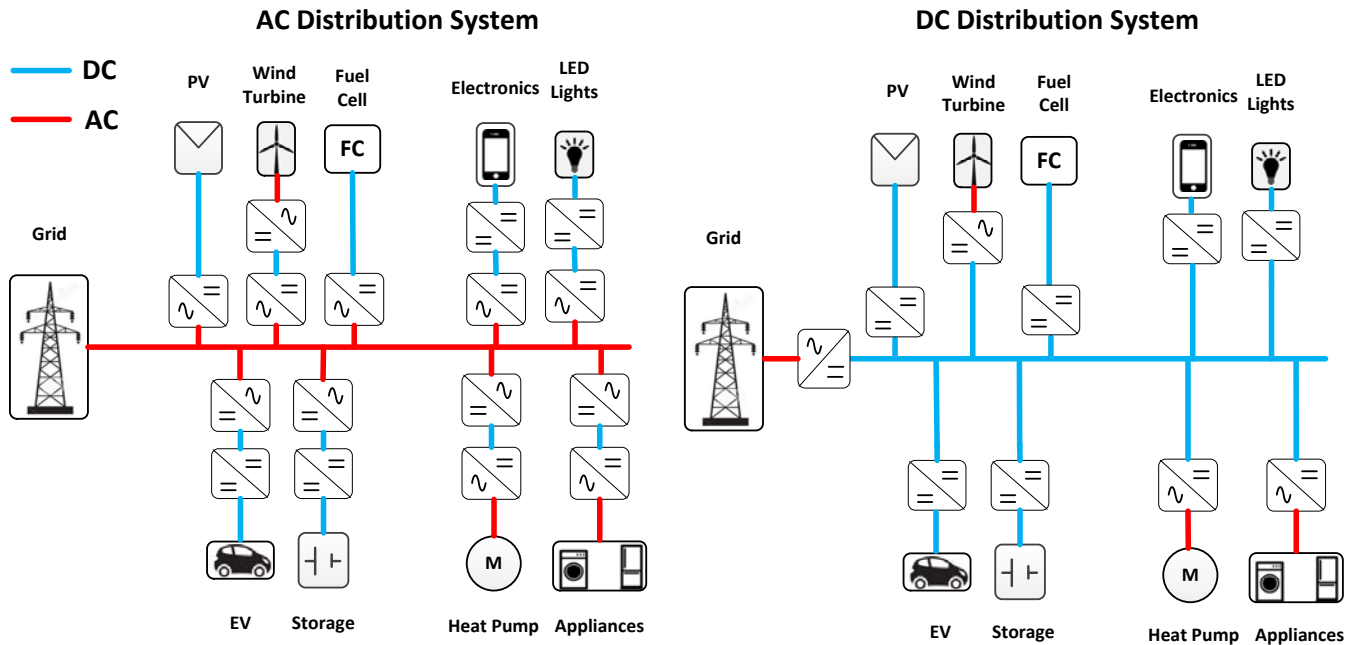 AC Distribution System
DC
AC
PV
Wind
Turbine
Fuel
Cell
Electronics
LED
Lights
FC
Grid
M
EV
Storage
Heat Pump
Appliances
DC Distribution System
PV
Wind
Turbine
Fuel
Cell
Electronics
LED
Lights
FC
Grid
M
EV
Storage
Heat Pump
Appliances